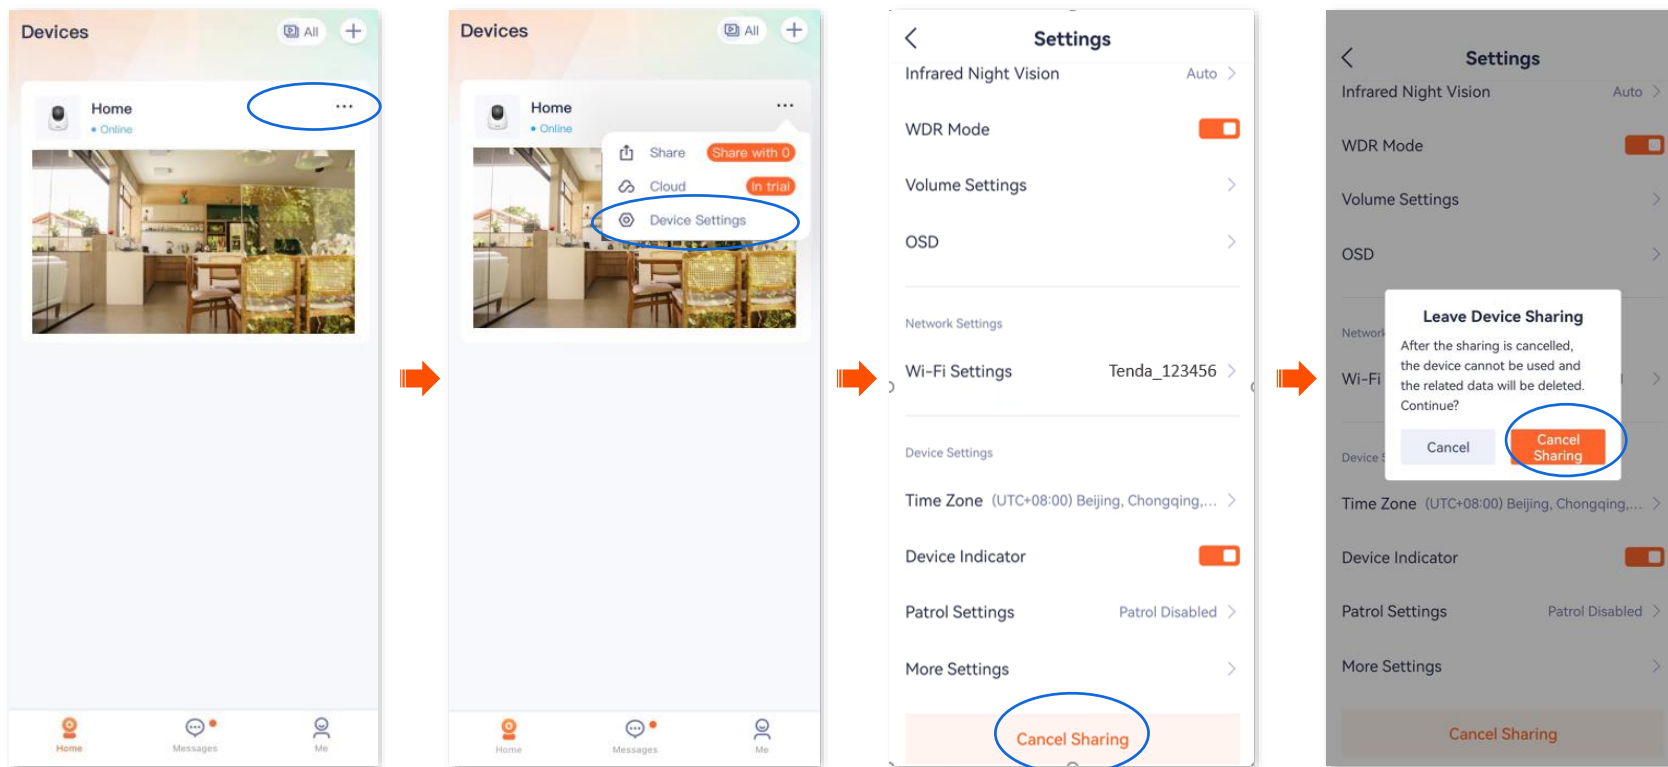 Devices
All
Home
Online
Home
Messages
Me
Devices
All
Home
Online
Share
Share with 0
Cloud
In trial
Device Settings
Home
Messages
Me
Settings
Infrared Night Vision
Auto
WDR Mode
Volume Settings
OSD
Network Settings
Wi-Fi Settings
Tenda_123456
Device Settings
Time Zone
(UTC+08:00) Beijing, Chongqing,...
Device Indicator
Patrol Settings
Patrol Disabled
More Settings
Cancel Sharing
Settings
Infrared Night Vision
Auto
WDR Mode
Volume Settings
OSD
Leave Device Sharing
After the sharing is cancelled,
the device cannot be used and
the related data will be deleted.
Continue?
Cancel
Cancel
Sharing
Wi-Fi
Time Zone
(UTC+08:00) Beijing, Chongqing,...
Device Indicator
Patrol Settings
Patrol Disabled
More Settings
Cancel Sharing